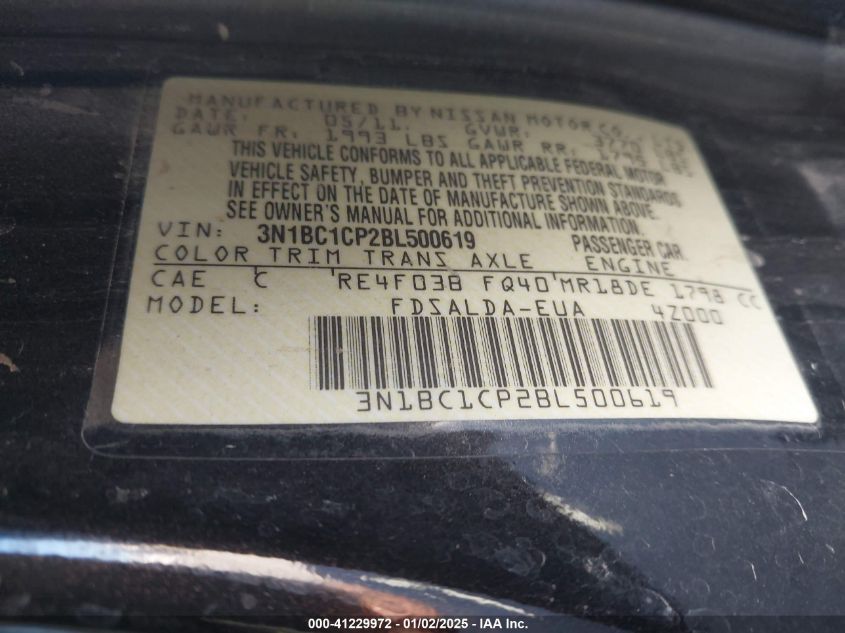 MANUFACTURED BY NISSAN MOTOR CO.,
DATE: 05/11 GVWR: 3770
GAWR FR: 1993 LBS GAWR RR: 1795
THIS VEHICLE CONFORMS TO ALL APPLICABLE FEDERAL MOTOR
VEHICLE SAFETY, BUMPER AND THEFT PREVENTION STANDARDS
IN EFFECT ON THE DATE OF MANUFACTURE SHOWN ABOVE.
SEE OWNER'S MANUAL FOR ADDITIONAL INFORMATION.
VIN: 3N1BC1CP2BL500619 PASSENGER CAR
COLOR TRIM TRANS AXLE ENGINE
CAE C RE4F03B FQ40 MR18DE 1798 CC
MODEL: FDSALDA-EUA 4Z000
3N1BC1CP2BL500619
000-41229972 - 01/02/2025 - IAA Inc.